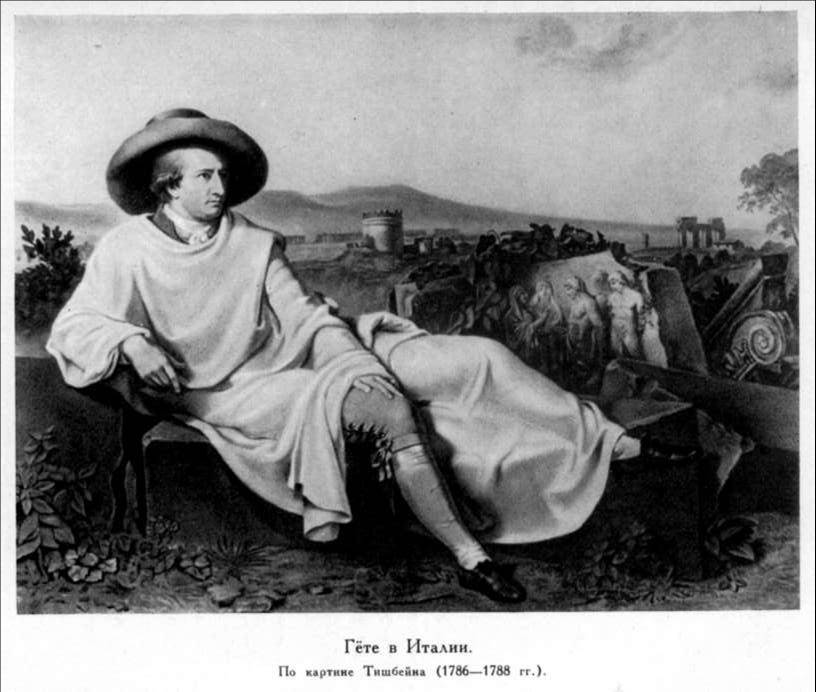 Гёте в Италии.
По картине Тишбейна (1786—1788 гг.).